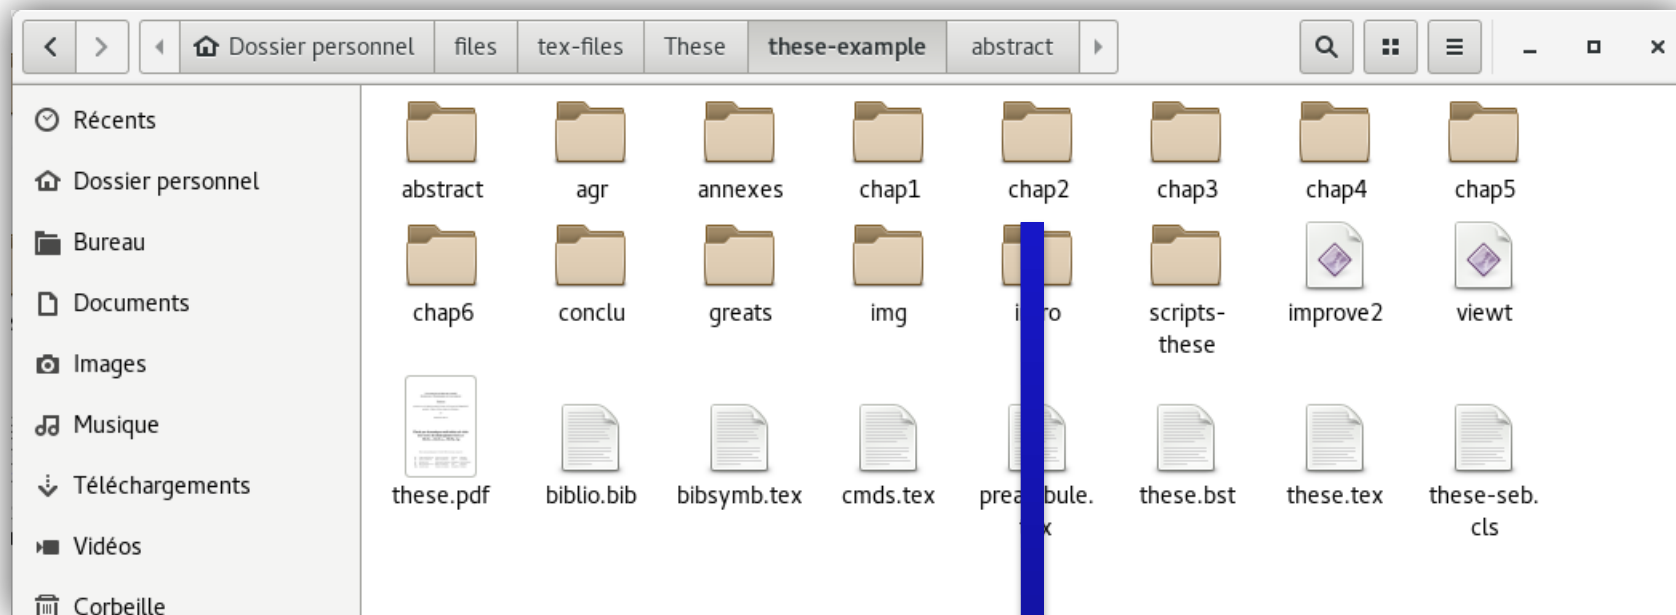 Dossier personnel files tex-files These these-example abstract
Récents
Dossier personnel
Bureau
Documents
Images
Musique
Téléchargements
Vidéos
Corbeille
abstract agr annexes chap1 chap2 chap3 chap4 chap5
chap6 conclu greats img scripts- improve2 viewt
these
these.pdf biblio.bib bibsymb.tex cmds.tex these.bst these.tex these-seb.
cls